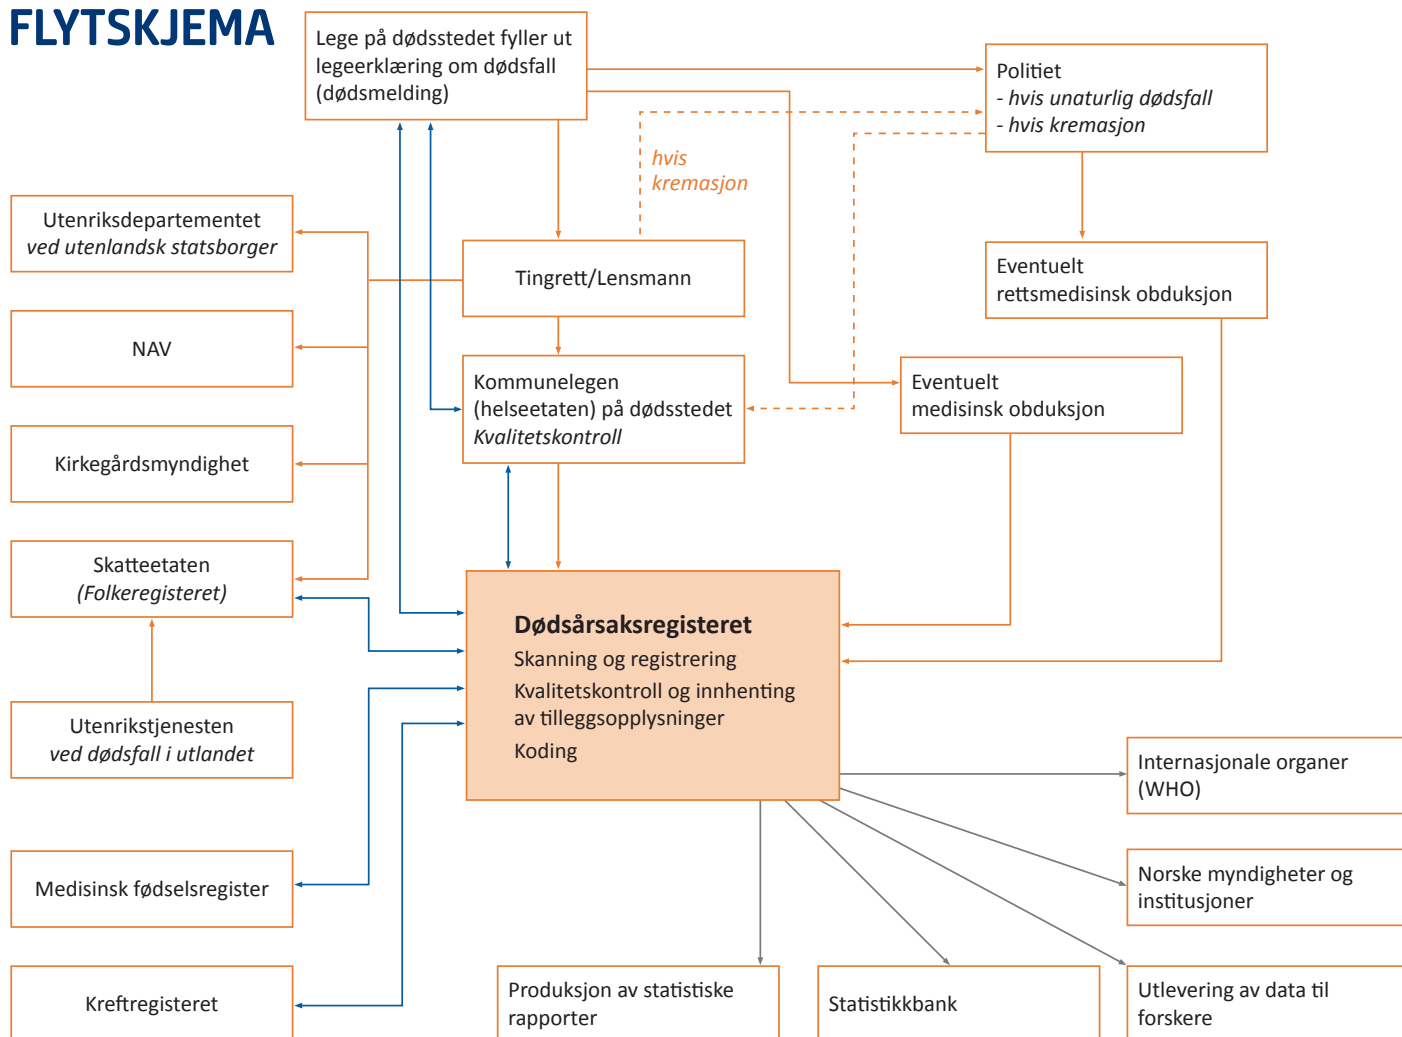 FLYTSKJEMA
Lege på dødsstedet fyller ut
legeerklæring om dødsfall
(dødsmelding)
Politiet
- hvis unaturlig dødsfall
- hvis kremasjon
hvis
kremasjon
Utenriksdepartementet
ved utenlandsk statsborger
Tingrett/Lensmann
Eventuelt
rettsmedisinsk obduksjon
NAV
Kommunelegen
(helseetaten) på dødsstedet
Kvalitetskontroll
Eventuelt
medisinsk obduksjon
Kirkegårdsmyndighet
Skatteetaten
(Folkeregisteret)
Dødsårsaksregisteret
Skanning og registrering
Kvalitetskontroll og innhenting
av tilleggsopplysninger
Koding
Utenrikstjenesten
ved dødsfall i utlandet
Internasjonale organer
(WHO)
Medisinsk fødselsregister
Norske myndigheter og
institusjoner
Kreftregisteret
Produksjon av statistiske
rapporter
Statistikkbank
Utlevering av data til
forskere